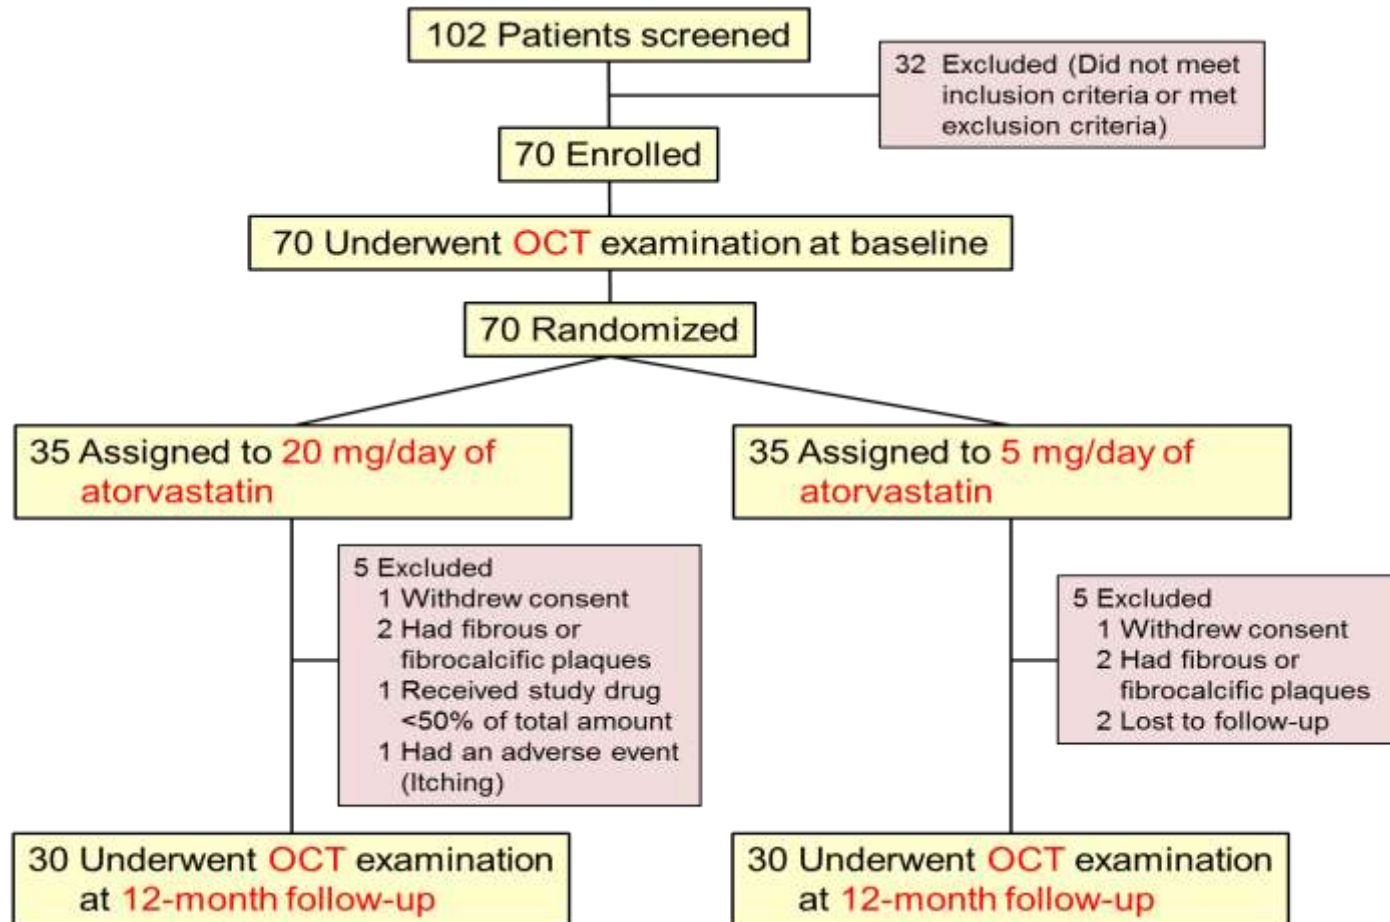 102 Patients screened
32 Excluded (Did not meet
inclusion criteria or met
exclusion criteria)
70 Enrolled
70 Underwent OCT examination at baseline
70 Randomized
35 Assigned to 20 mg/day of
atorvastatin
35 Assigned to 5 mg/day of
atorvastatin
5 Excluded
1 Withdrew consent
2 Had fibrous or
fibrocalcific plaques
1 Received study drug
<50% of total amount
1 Had an adverse event
(Itching)
5 Excluded
1 Withdrew consent
2 Had fibrous or
fibrocalcific plaques
2 Lost to follow-up
30 Underwent OCT examination
at 12-month follow-up
30 Underwent OCT examination
at 12-month follow-up